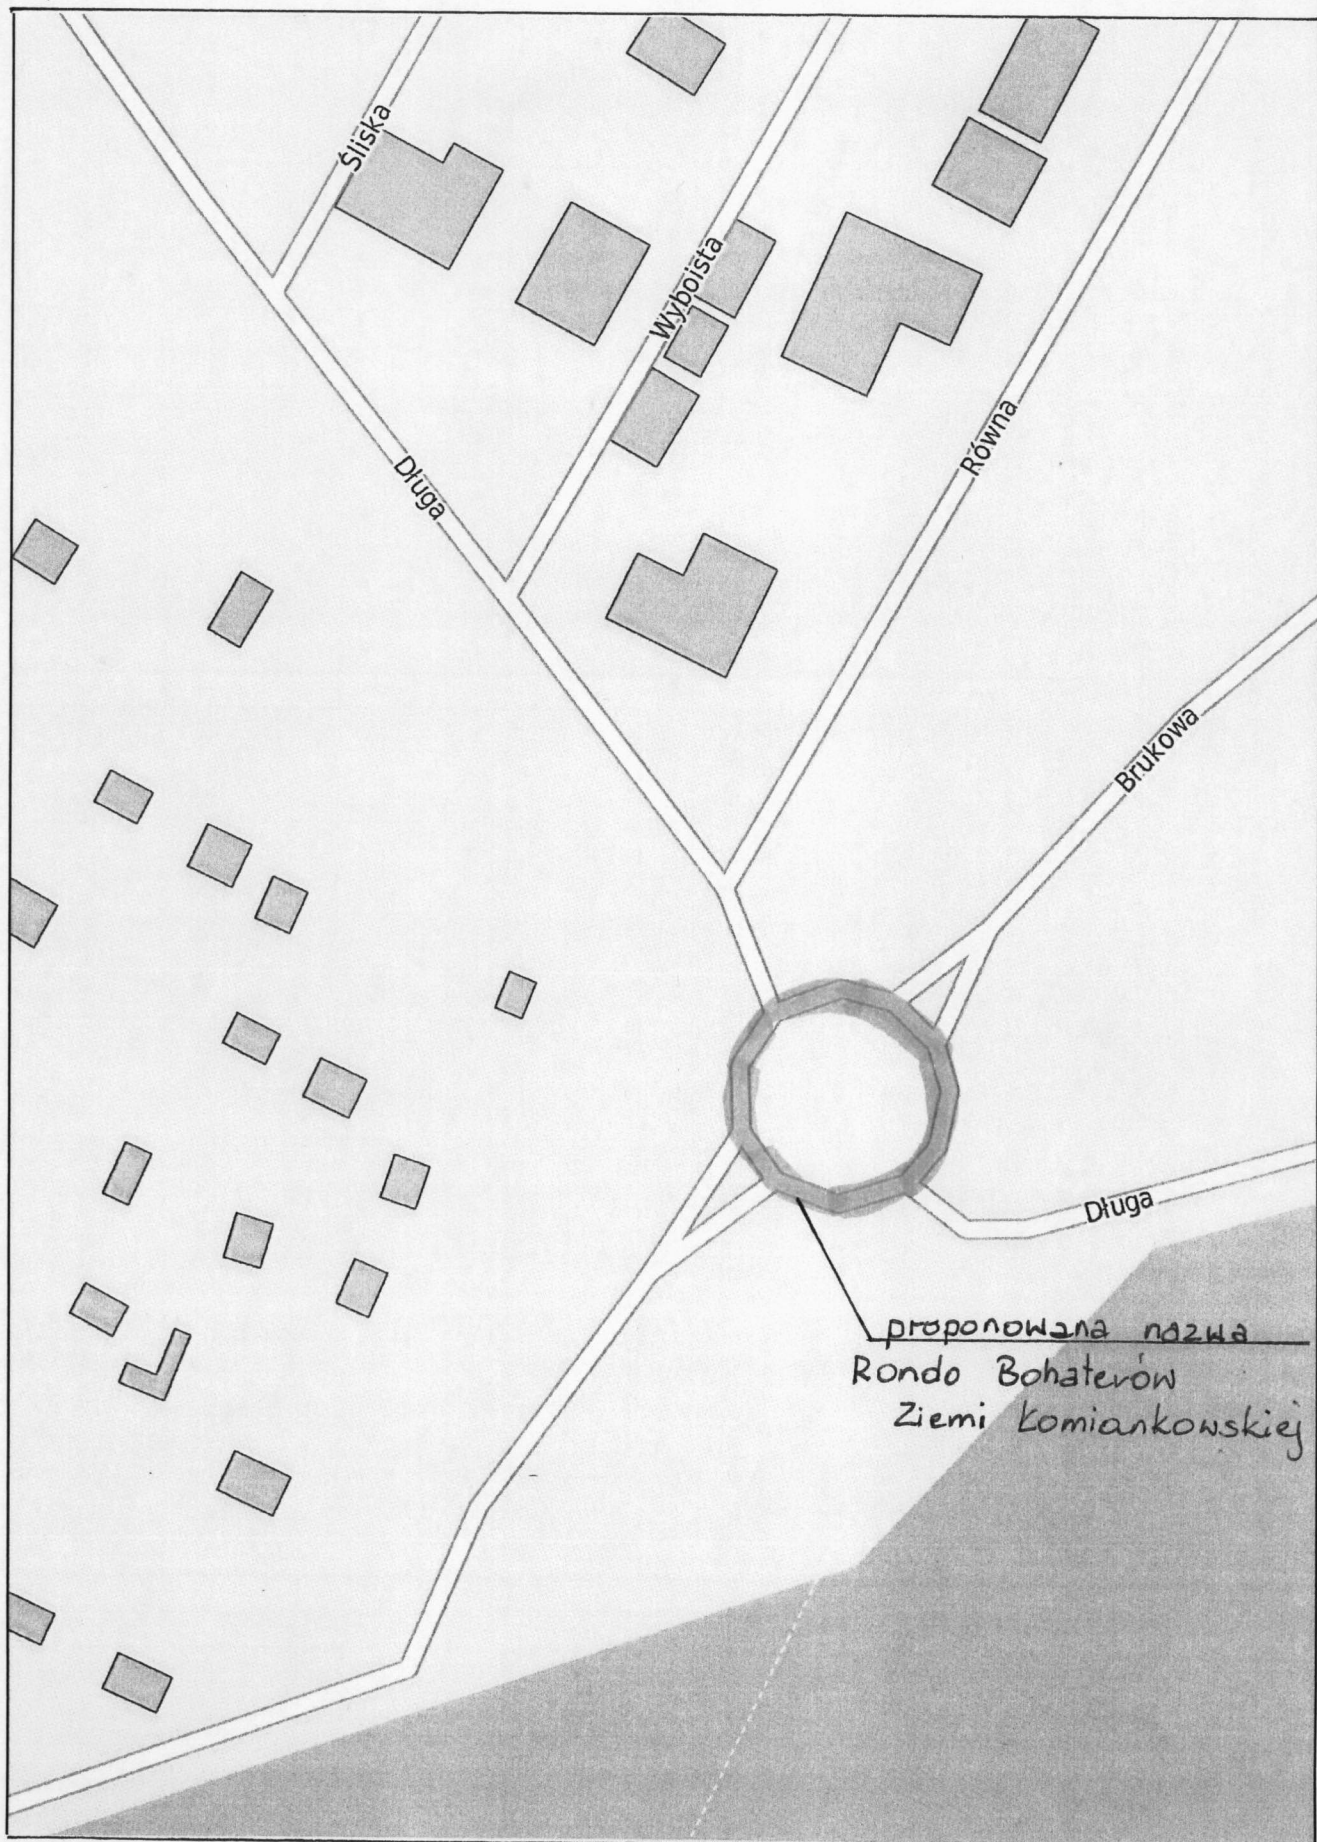 Śliska
Wyboista
Równa
Długa
Brukowa
Długa
proponowana nazwa
Rondo Bohaterów
Ziemi Łomiankowskiej